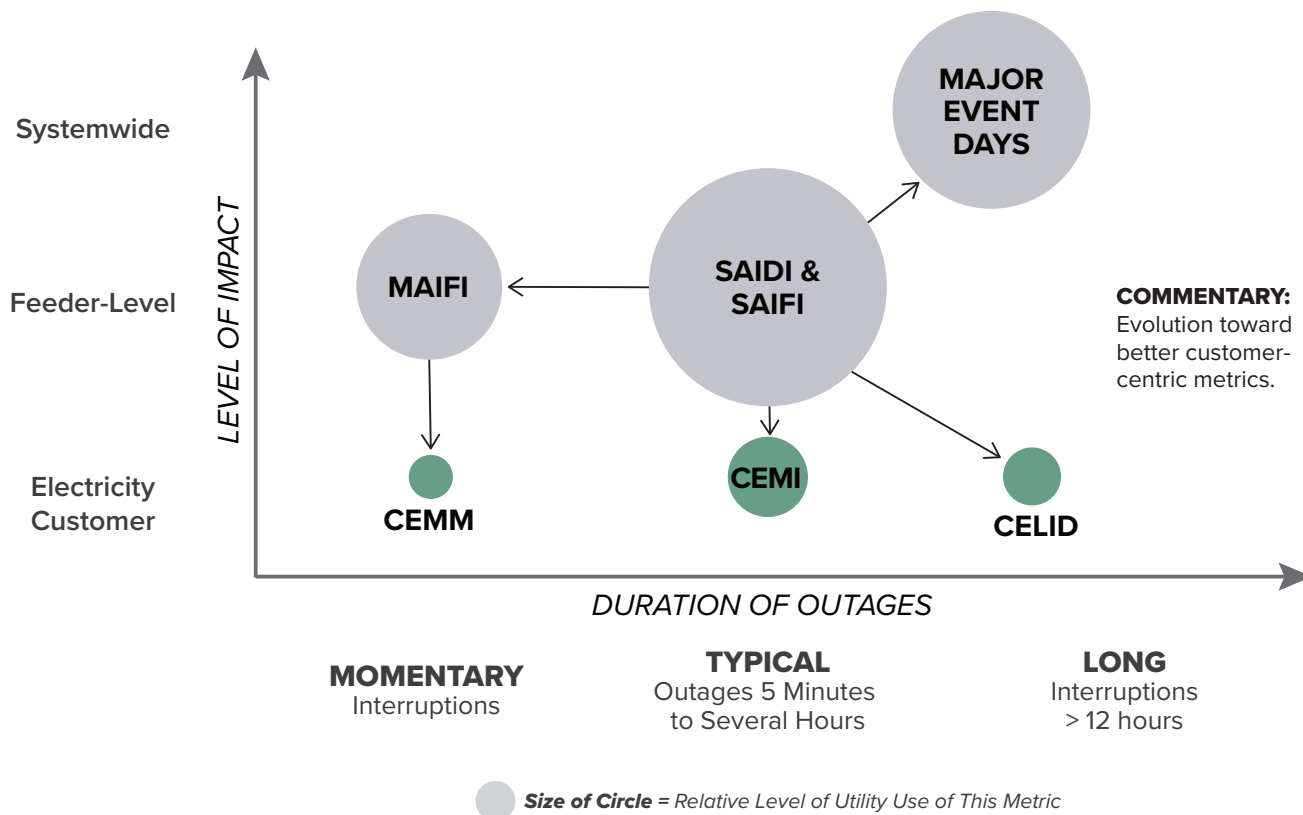 MAJOR
EVENT
DAYS
Systemwide
LEVEL OF IMPACT
SAIDI &
SAIFI
MAIFI
Feeder-Level
COMMENTARY:
Evolution toward
better customer-
centric metrics.
Electricity
Customer
CEMM
CEMI
CELID
DURATION OF OUTAGES
MOMENTARY
Interruptions
TYPICAL
Outages 5 Minutes
to Several Hours
LONG
Interruptions
> 12 hours
Size of Circle = Relative Level of Utility Use of This Metric